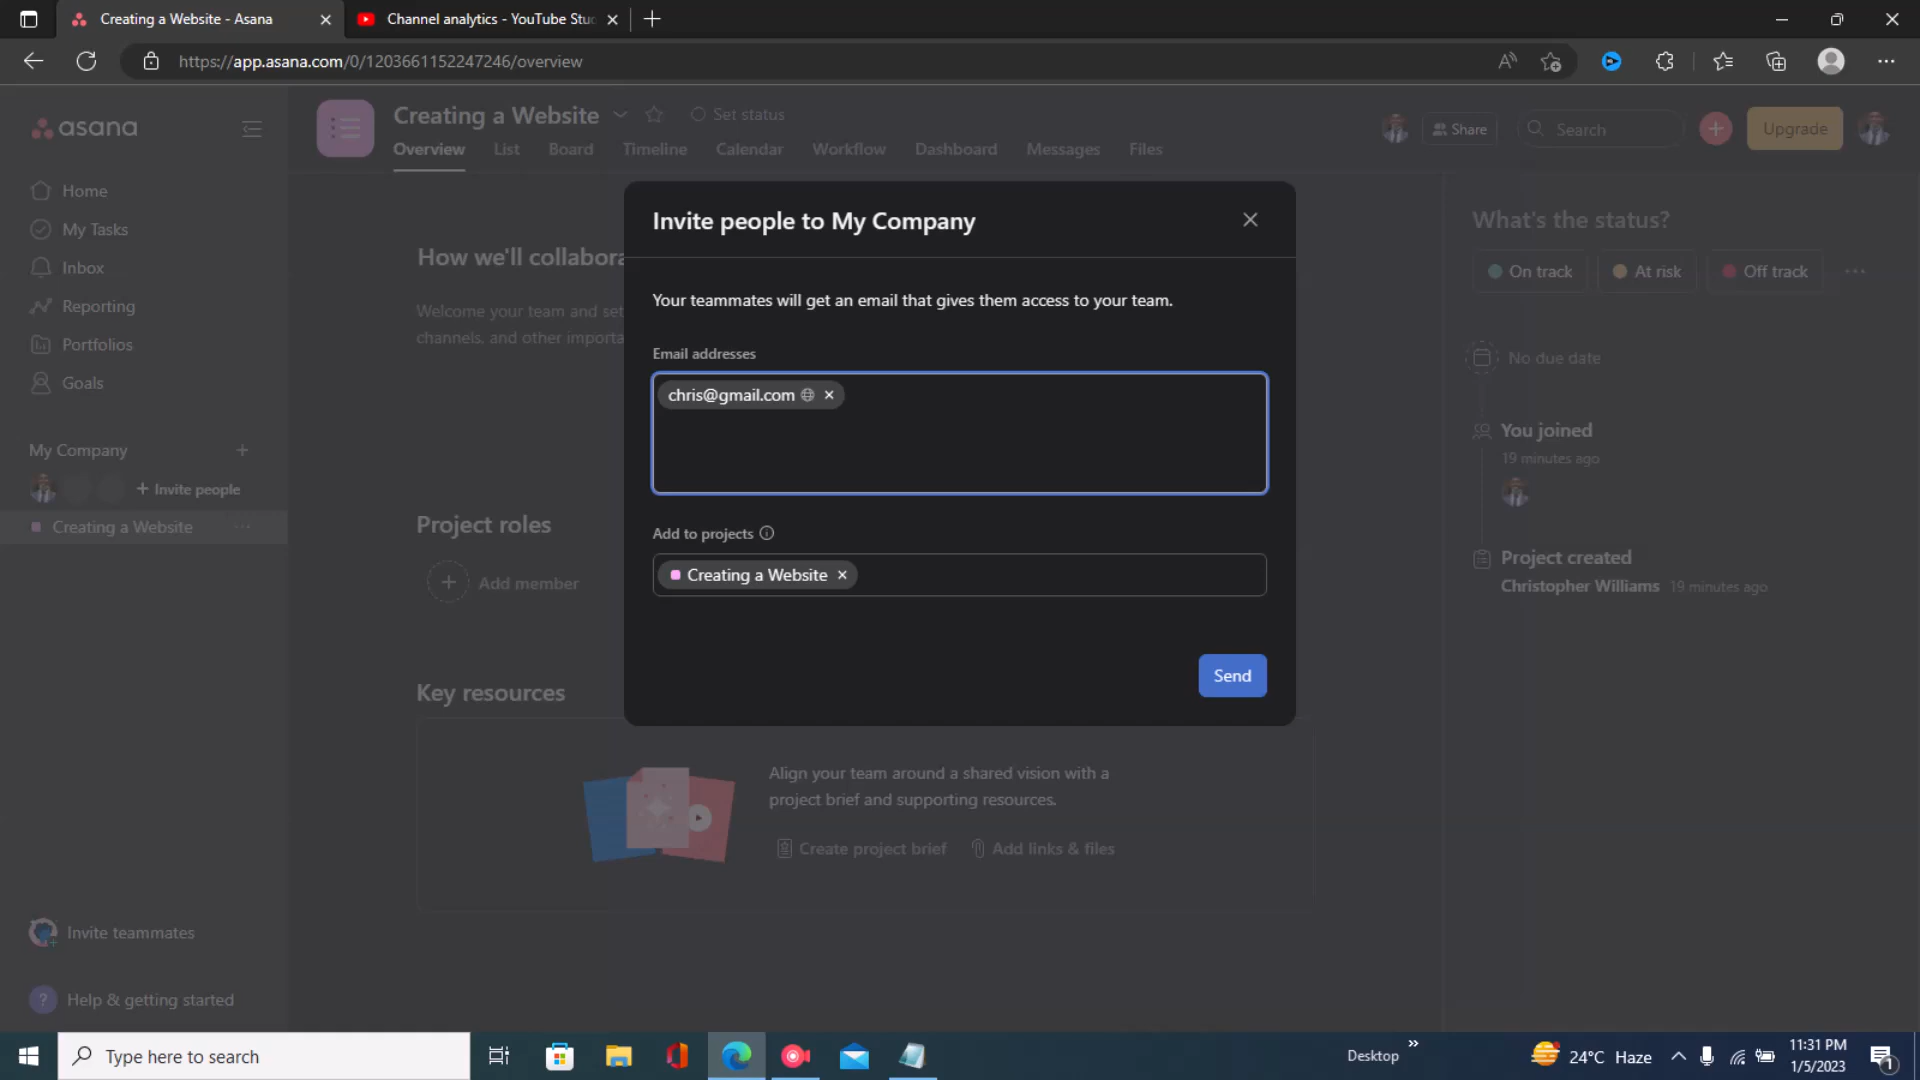 Creating a Website - Asana
Channel analytics - YouTube Stu
https://app.asana.com/0/1203661152247246/overview
asana
Creating a Website
Set status
Share
Search
Upgrade
Overview
List
Board
Timeline
Calendar
Workflow
Dashboard
Messages
Files
Home
My Tasks
Inbox
Reporting
Portfolios
Goals
My Company
Invite people
Creating a Website
Invite teammates
Help & getting started
How we'll collabora
Welcome your team and set
channels, and other importa
Project roles
Add member
Key resources
Align your team around a shared vision with a
project brief and supporting resources.
Create project brief
Add links & files
Invite people to My Company
Your teammates will get an email that gives them access to your team.
Email addresses
chris@gmail.com
Add to projects
Creating a Website
Send
What's the status?
On track
At risk
Off track
No due date
You joined
19 minutes ago
Project created
Christopher Williams 19 minutes ago
Type here to search
Desktop
24°C Haze
11:31 PM
1/5/2023
1